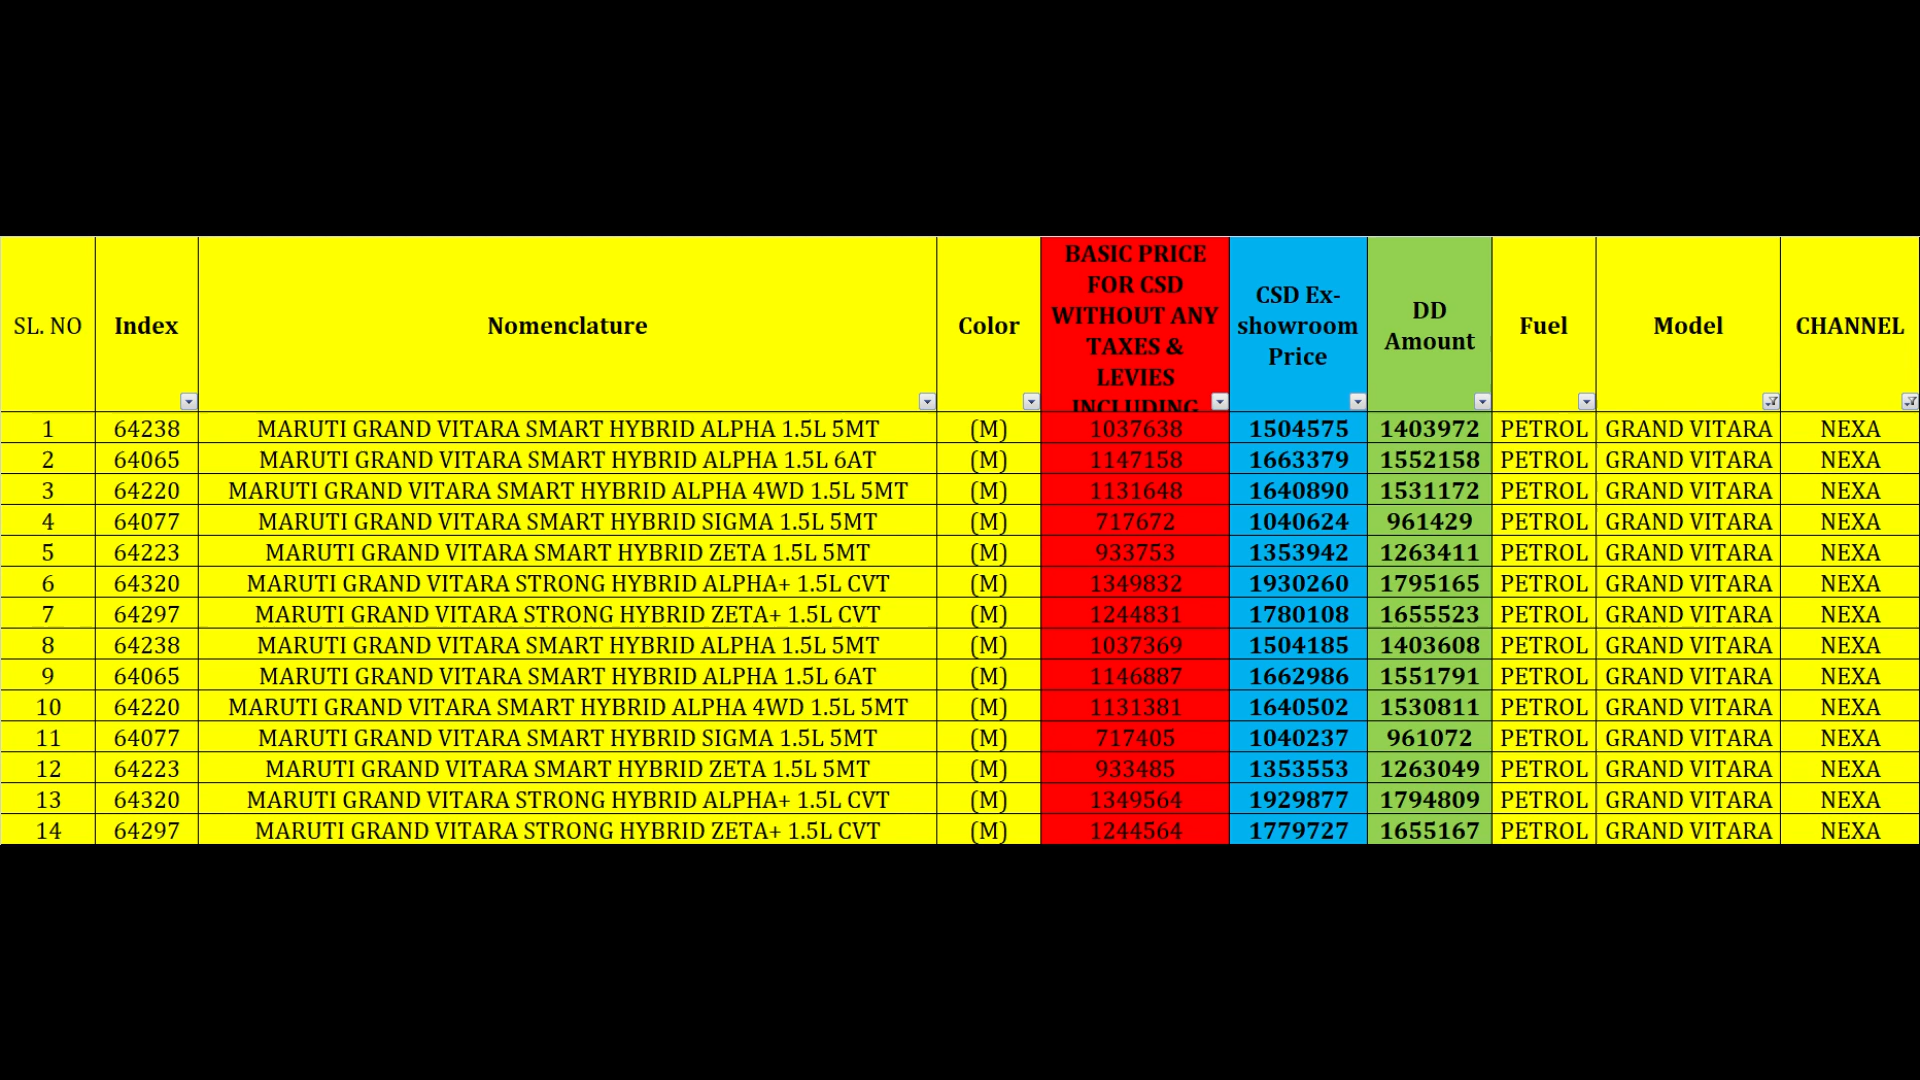 SL. NO Index Nomenclature Color BASIC PRICE FOR CSD WITHOUT ANY TAXES & LEVIES INCLUDING CSD Ex-showroom Price DD Amount Fuel Model CHANNEL
1 64238 MARUTI GRAND VITARA SMART HYBRID ALPHA 1.5L 5MT (M) 1037638 1504575 1403972 PETROL GRAND VITARA NEXA
2 64065 MARUTI GRAND VITARA SMART HYBRID ALPHA 1.5L 6AT (M) 1147158 1663379 1552158 PETROL GRAND VITARA NEXA
3 64220 MARUTI GRAND VITARA SMART HYBRID ALPHA 4WD 1.5L 5MT (M) 1131648 1640890 1531172 PETROL GRAND VITARA NEXA
4 64077 MARUTI GRAND VITARA SMART HYBRID SIGMA 1.5L 5MT (M) 717672 1040624 961429 PETROL GRAND VITARA NEXA
5 64223 MARUTI GRAND VITARA SMART HYBRID ZETA 1.5L 5MT (M) 933753 1353942 1263411 PETROL GRAND VITARA NEXA
6 64320 MARUTI GRAND VITARA STRONG HYBRID ALPHA+ 1.5L CVT (M) 1349832 1930260 1795165 PETROL GRAND VITARA NEXA
7 64297 MARUTI GRAND VITARA STRONG HYBRID ZETA+ 1.5L CVT (M) 1244831 1780108 1655523 PETROL GRAND VITARA NEXA
8 64238 MARUTI GRAND VITARA SMART HYBRID ALPHA 1.5L 5MT (M) 1037369 1504185 1403608 PETROL GRAND VITARA NEXA
9 64065 MARUTI GRAND VITARA SMART HYBRID ALPHA 1.5L 6AT (M) 1146887 1662986 1551791 PETROL GRAND VITARA NEXA
10 64220 MARUTI GRAND VITARA SMART HYBRID ALPHA 4WD 1.5L 5MT (M) 1131381 1640502 1530811 PETROL GRAND VITARA NEXA
11 64077 MARUTI GRAND VITARA SMART HYBRID SIGMA 1.5L 5MT (M) 717405 1040237 961072 PETROL GRAND VITARA NEXA
12 64223 MARUTI GRAND VITARA SMART HYBRID ZETA 1.5L 5MT (M) 933485 1353553 1263049 PETROL GRAND VITARA NEXA
13 64320 MARUTI GRAND VITARA STRONG HYBRID ALPHA+ 1.5L CVT (M) 1349564 1929877 1794809 PETROL GRAND VITARA NEXA
14 64297 MARUTI GRAND VITARA STRONG HYBRID ZETA+ 1.5L CVT (M) 1244564 1779727 1655167 PETROL GRAND VITARA NEXA